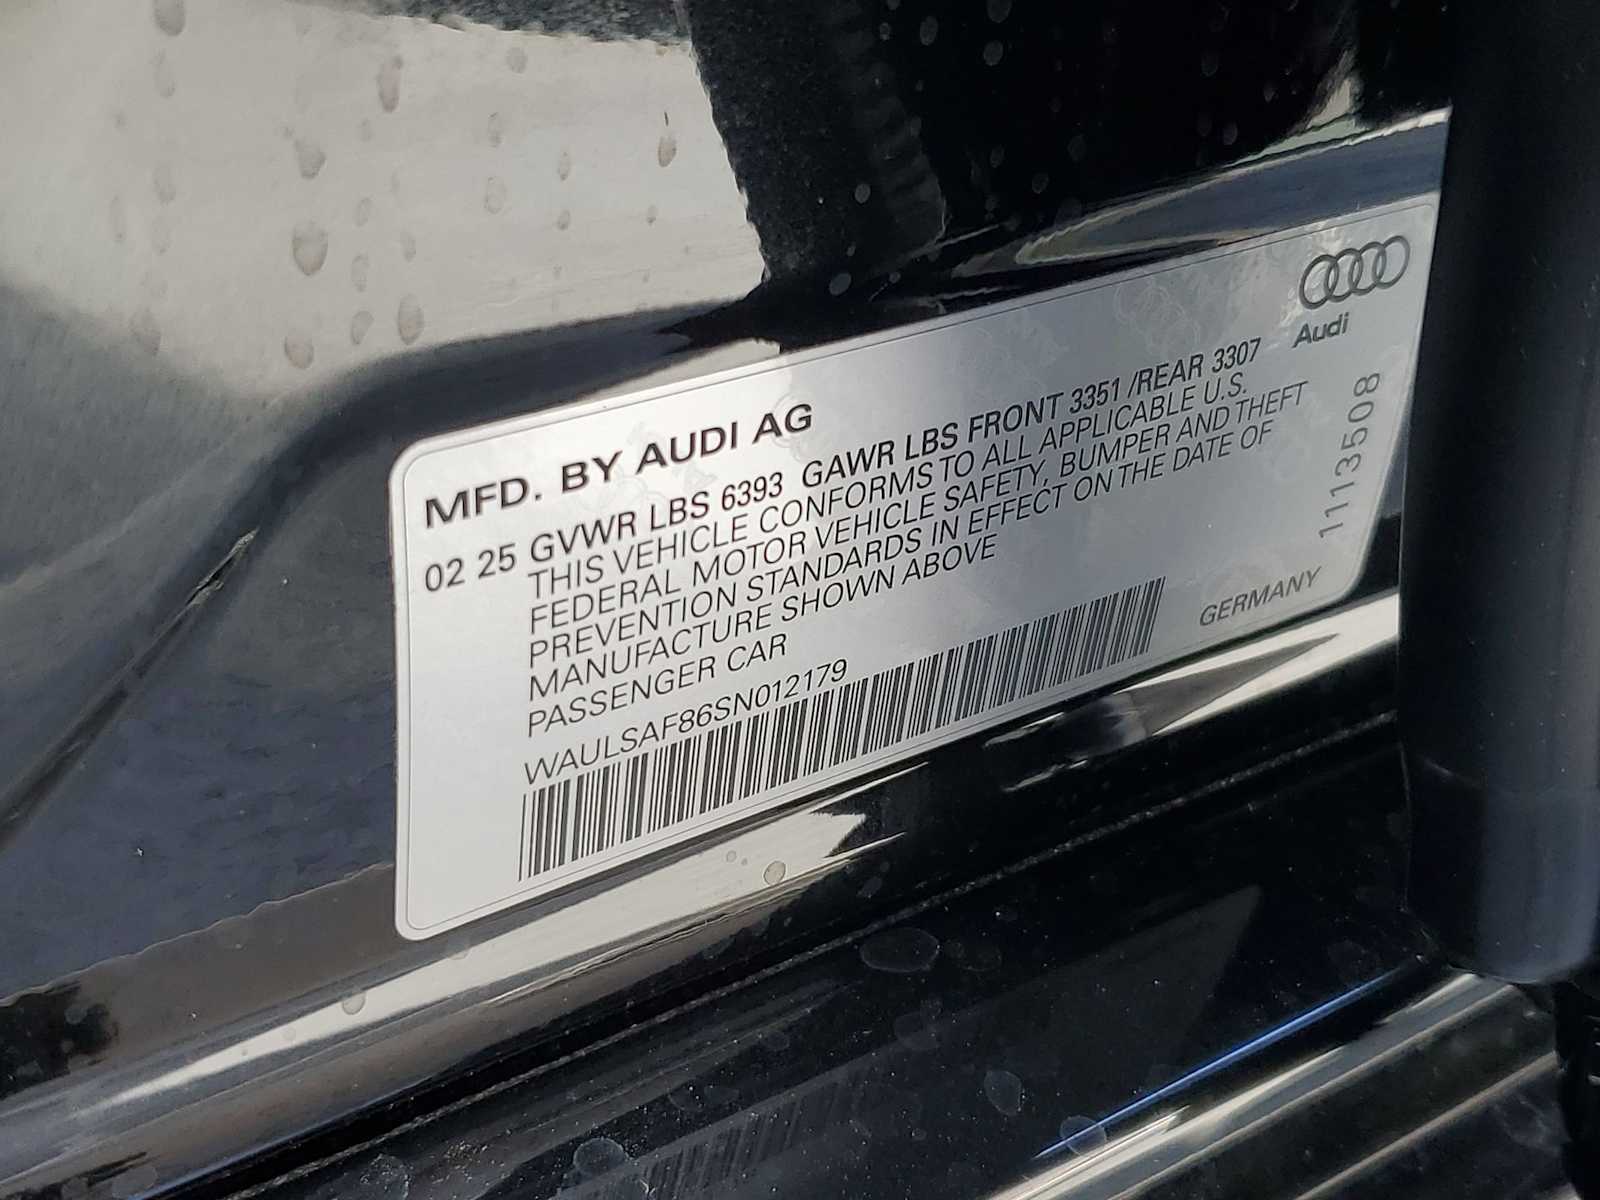 Audi
MFD. BY AUDI AG
02 25 GVWR LBS 6393 GAWR LBS FRONT 3351 /REAR 3307
THIS VEHICLE CONFORMS TO ALL APPLICABLE U.S.
FEDERAL MOTOR VEHICLE SAFETY, BUMPER AND THEFT
PREVENTION STANDARDS IN EFFECT ON THE DATE OF
MANUFACTURE SHOWN ABOVE
PASSENGER CAR
WAULSAF86SN012179
1113508
GERMANY